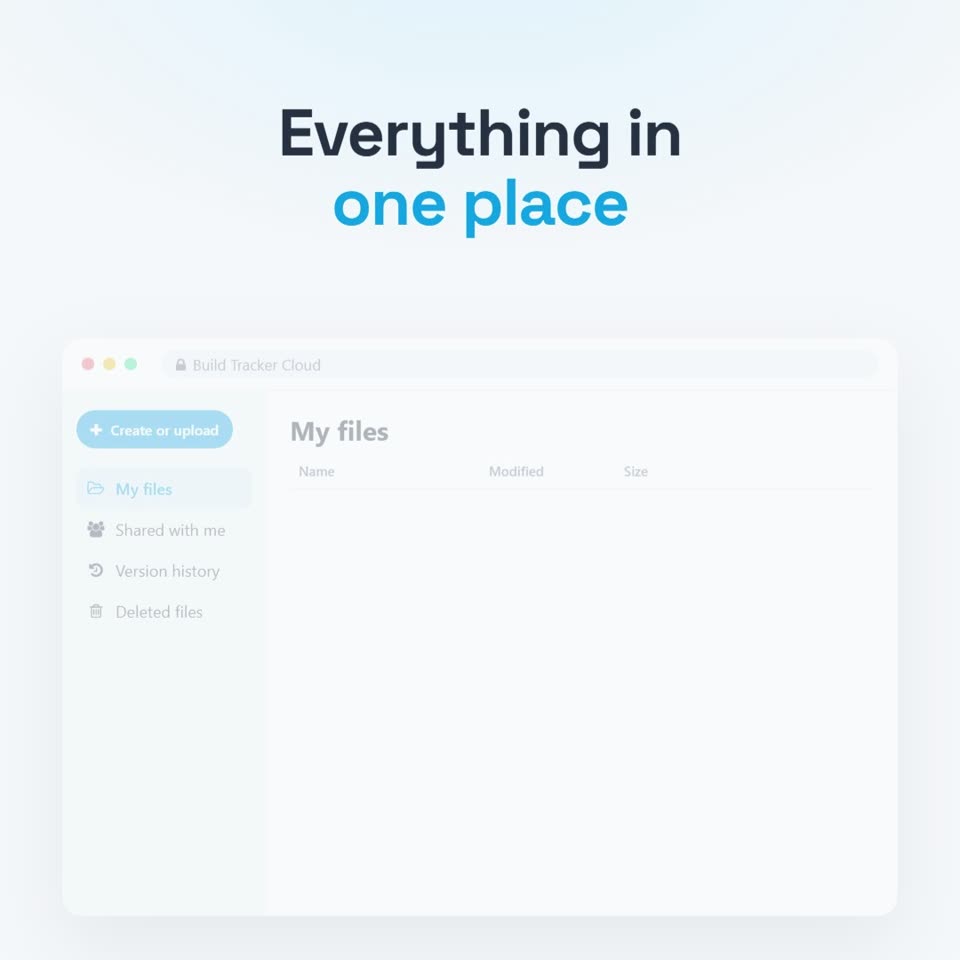 Everything in
one place
Build Tracker Cloud
Create or upload
My files
Shared with me
Version history
Deleted files
My files
Name Modified Size